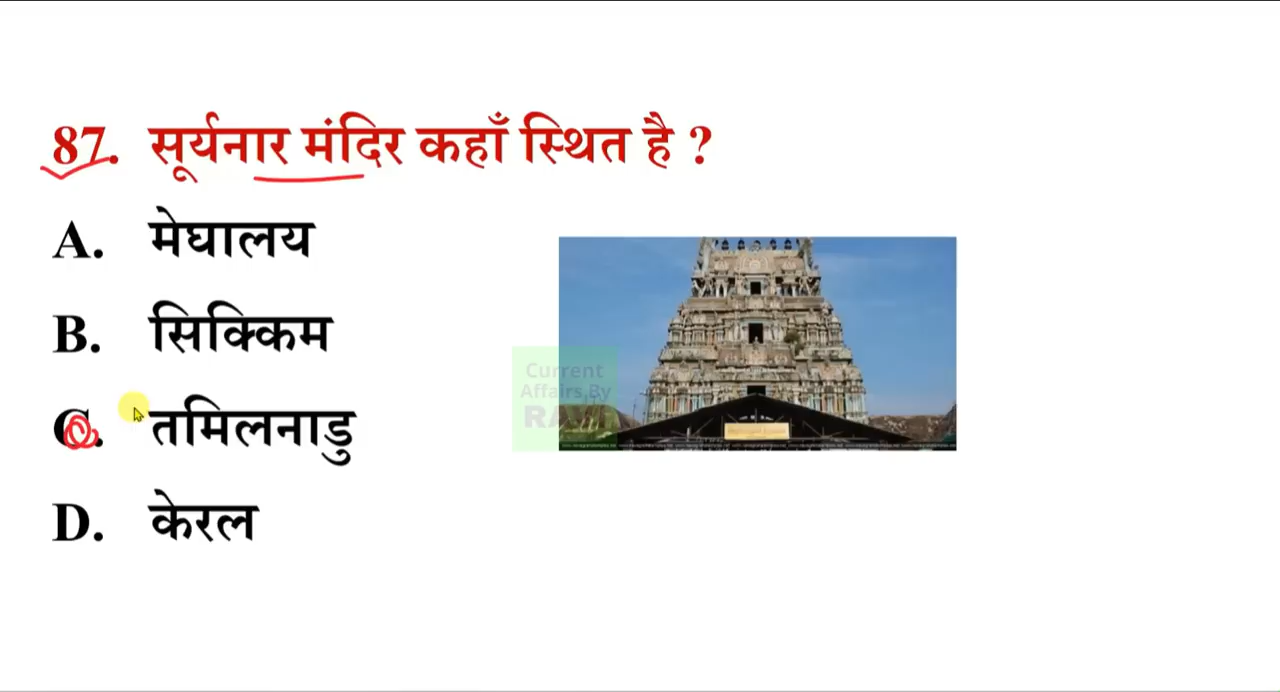 87. सूर्यनार मंदिर कहाँ स्थित है ?
A. मेघालय
B. सिक्किम
C. तमिलनाडु
D. केरल
Current
Affairs By